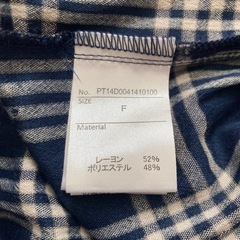 No. PT14D0041410100
SIZE
F
Material
レーヨン 52%
ポリエステル 48%